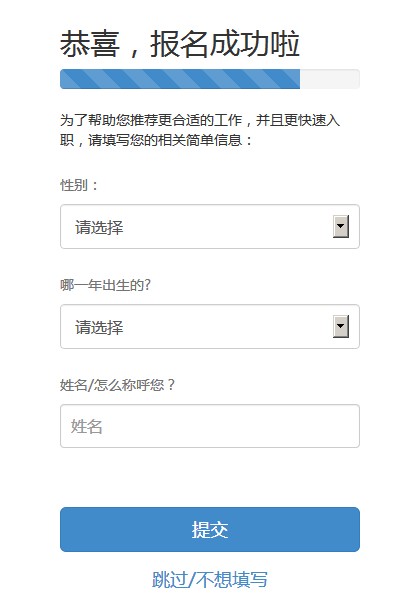 恭喜，报名成功啦
为了帮助您推荐更合适的工作，并且更快速入
职，请填写您的相关简单信息：
性别：
请选择
哪一年出生的?
请选择
姓名/怎么称呼您？
姓名
提交
跳过/不想填写